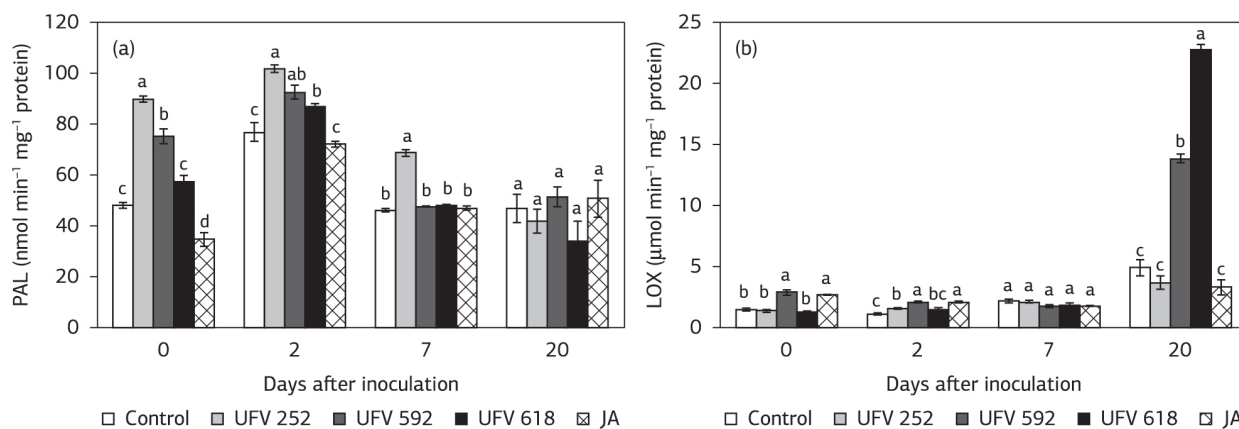 (a)
PAL (nmol min⁻¹ mg⁻¹ protein)
120
100
80
60
40
20
0
c a b c d
c a ab b c
b a b b b
a a a a a
0 2 7 20
Days after inoculation
Control UFV 252 UFV 592 UFV 618 JA
(b)
LOX (µmol min⁻¹ mg⁻¹ protein)
25
20
15
10
5
0
b b a b a
c b a bc a
a a a a a
c c b a c
0 2 7 20
Days after inoculation
Control UFV 252 UFV 592 UFV 618 JA